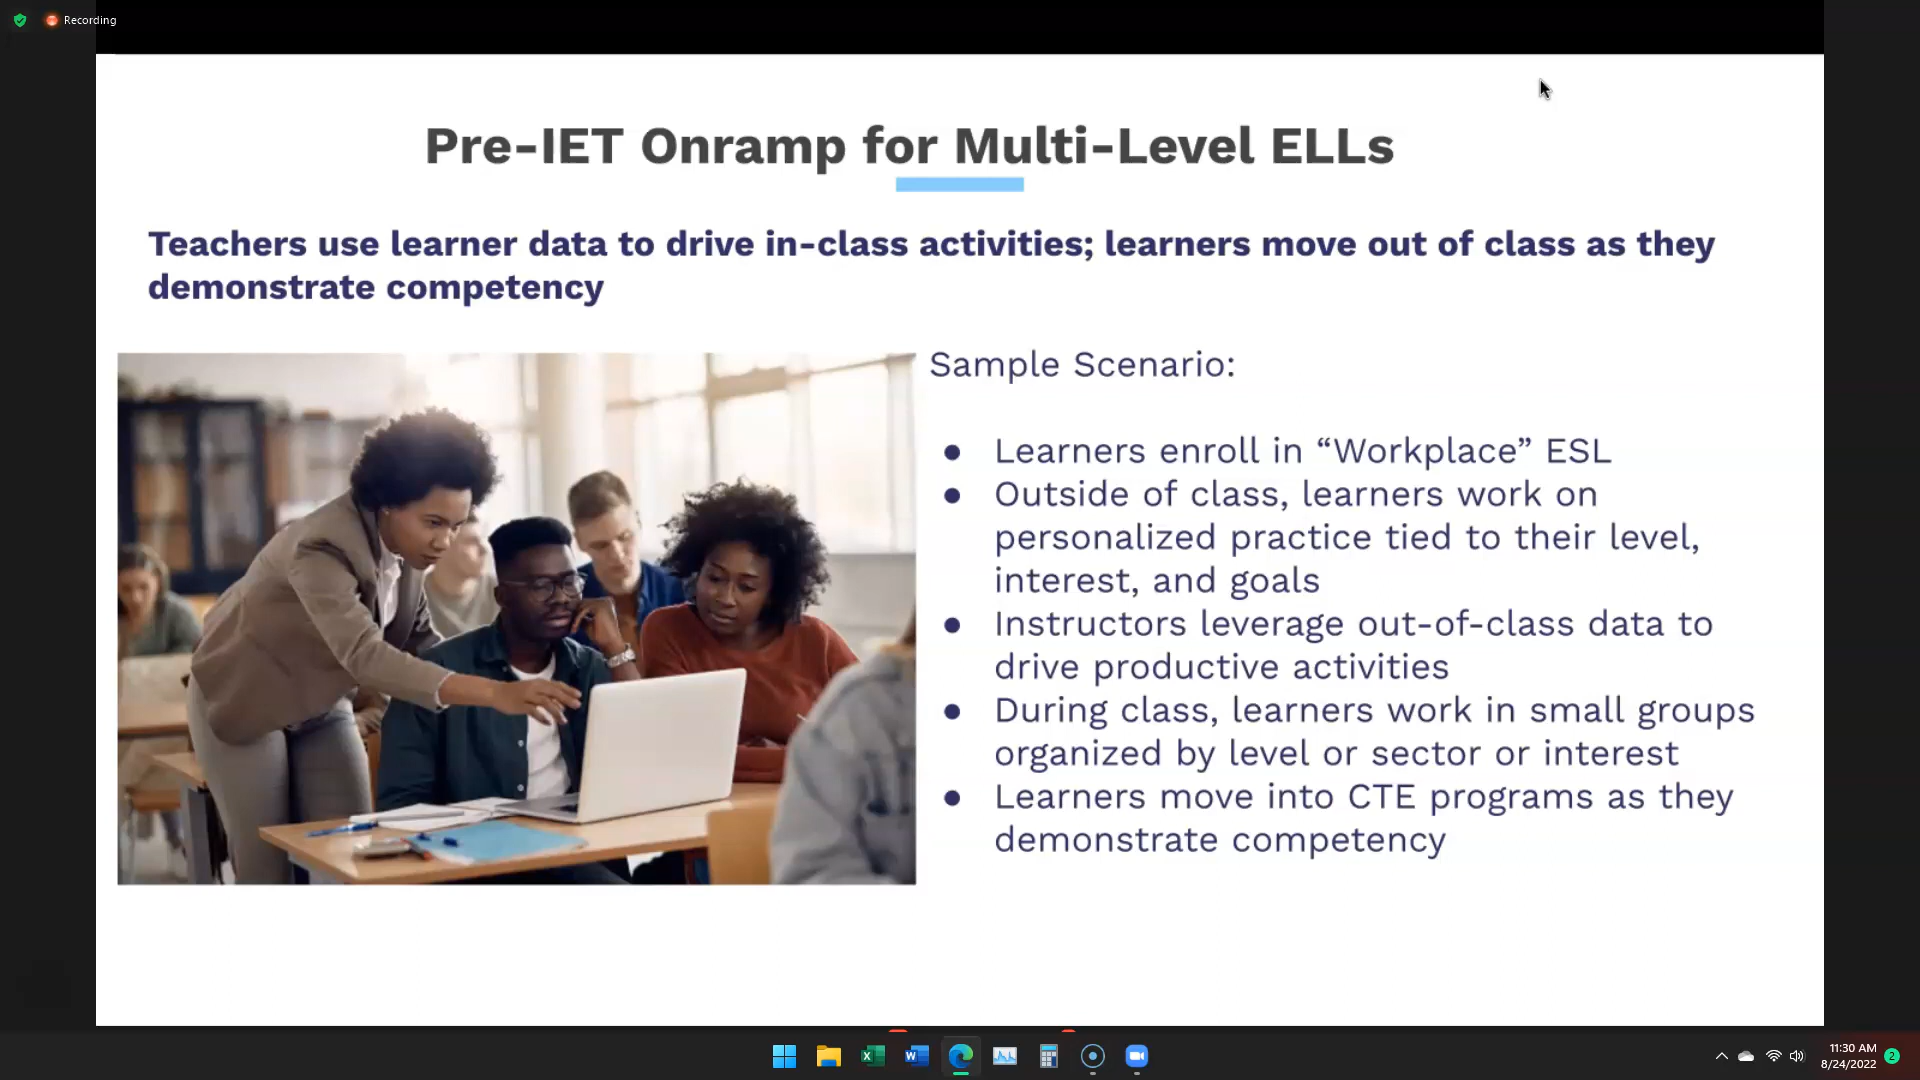 Recording
Pre-IET Onramp for Multi-Level ELLs
Teachers use learner data to drive in-class activities; learners move out of class as they
demonstrate competency
Sample Scenario:
● Learners enroll in “Workplace” ESL
● Outside of class, learners work on
personalized practice tied to their level,
interest, and goals
● Instructors leverage out-of-class data to
drive productive activities
● During class, learners work in small groups
organized by level or sector or interest
● Learners move into CTE programs as they
demonstrate competency
11:30 AM
8/24/2022
2